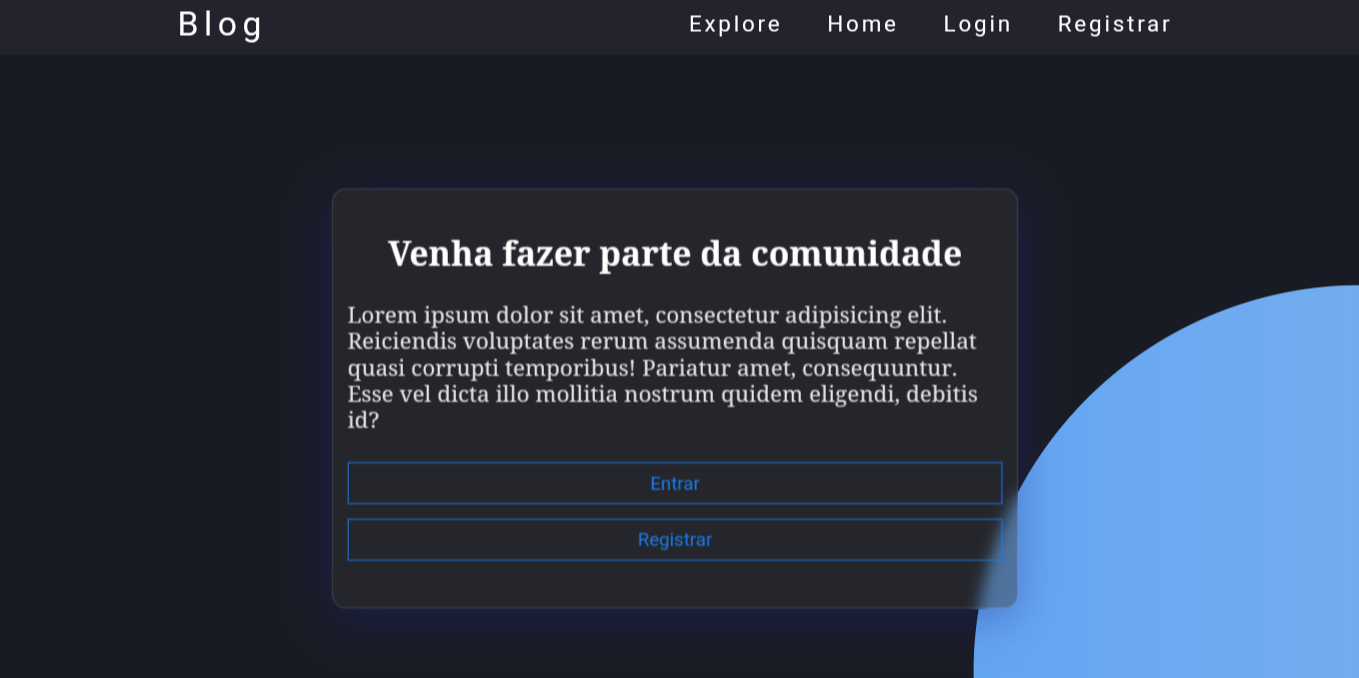 Blog
Explore Home Login Registrar
Venha fazer parte da comunidade
Lorem ipsum dolor sit amet, consectetur adipisicing elit.
Reiciendis voluptates rerum assumenda quisquam repellat
quasi corrupti temporibus! Pariatur amet, consequuntur.
Esse vel dicta illo mollitia nostrum quidem eligendi, debitis
id?
Entrar
Registrar